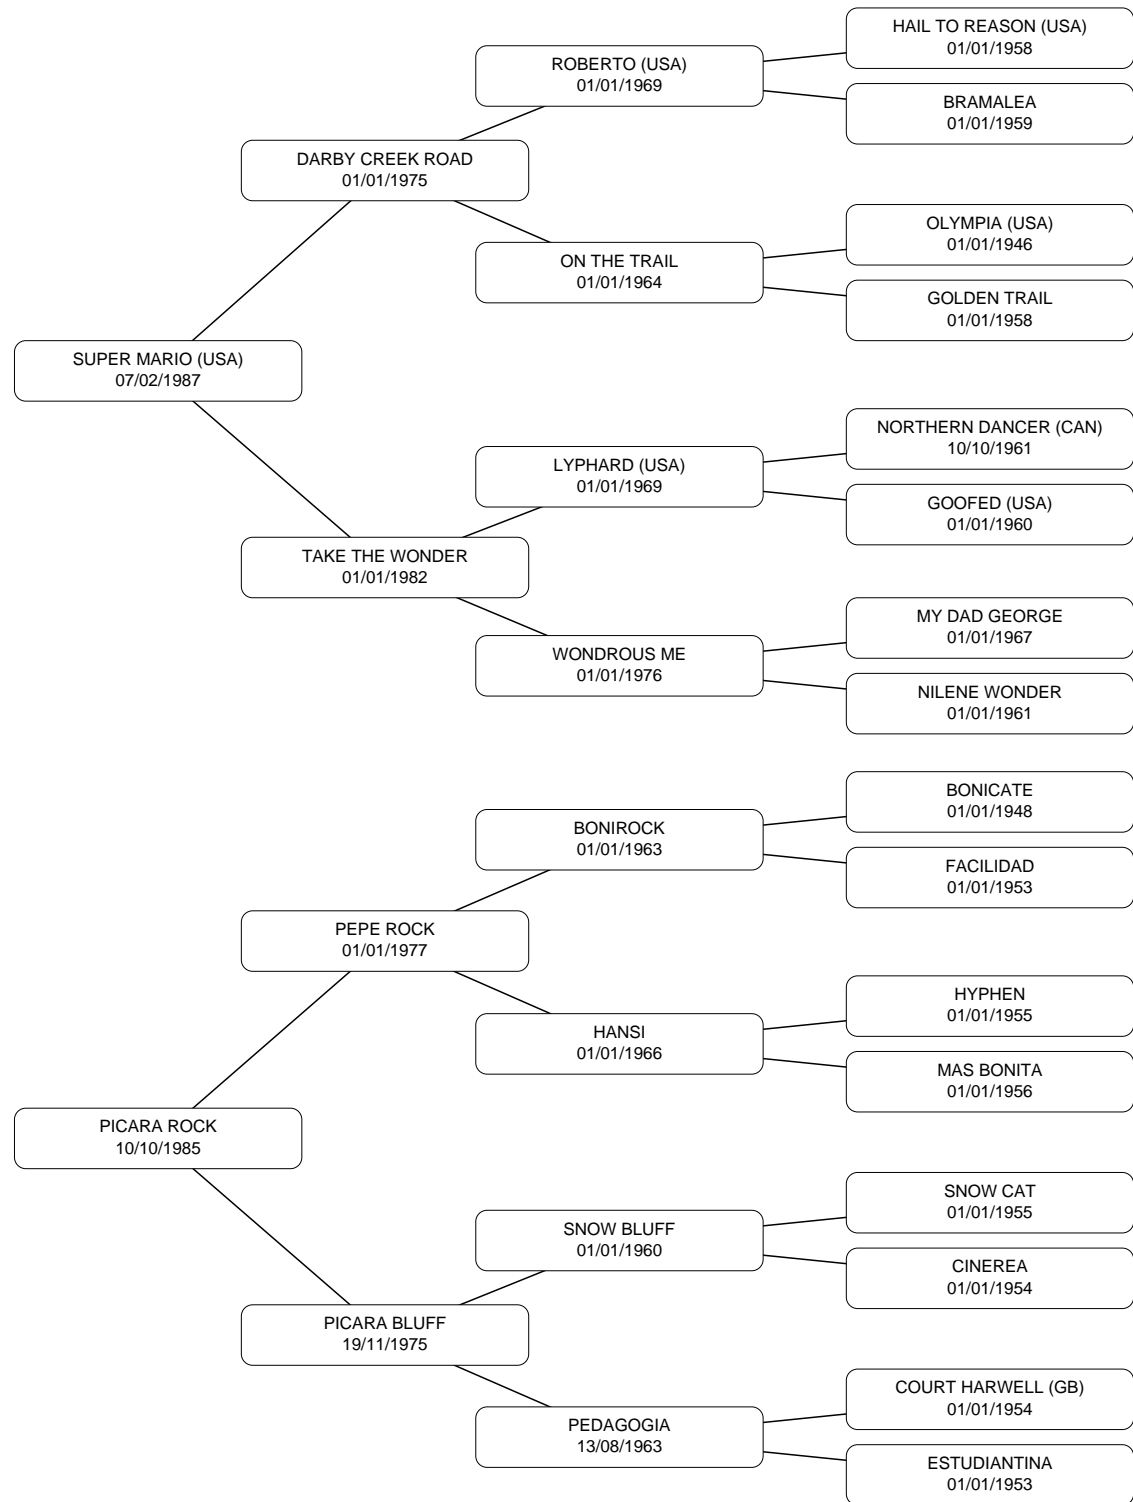 HAIL TO REASON (USA)
01/01/1958
ROBERTO (USA)
01/01/1969
BRAMALEA
01/01/1959
DARBY CREEK ROAD
01/01/1975
OLYMPIA (USA)
01/01/1946
ON THE TRAIL
01/01/1964
GOLDEN TRAIL
01/01/1958
SUPER MARIO (USA)
07/02/1987
NORTHERN DANCER (CAN)
10/10/1961
LYPHARD (USA)
01/01/1969
GOOFED (USA)
01/01/1960
TAKE THE WONDER
01/01/1982
MY DAD GEORGE
01/01/1967
WONDROUS ME
01/01/1976
NILENE WONDER
01/01/1961
BONICATE
01/01/1948
BONIROCK
01/01/1963
FACILIDAD
01/01/1953
PEPE ROCK
01/01/1977
HYPHEN
01/01/1955
HANSI
01/01/1966
MAS BONITA
01/01/1956
PICARA ROCK
10/10/1985
SNOW CAT
01/01/1955
SNOW BLUFF
01/01/1960
CINEREA
01/01/1954
PICARA BLUFF
19/11/1975
COURT HARWELL (GB)
01/01/1954
PEDAGOGIA
13/08/1963
ESTUDIANTINA
01/01/1953